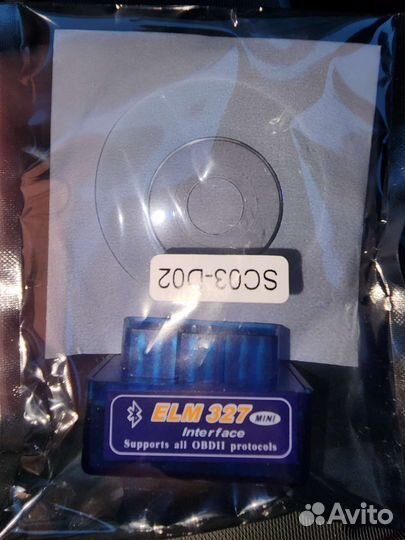 SC03-D02
ELM 327 MINI
Interface
Supports all OBDII protocols
Avito